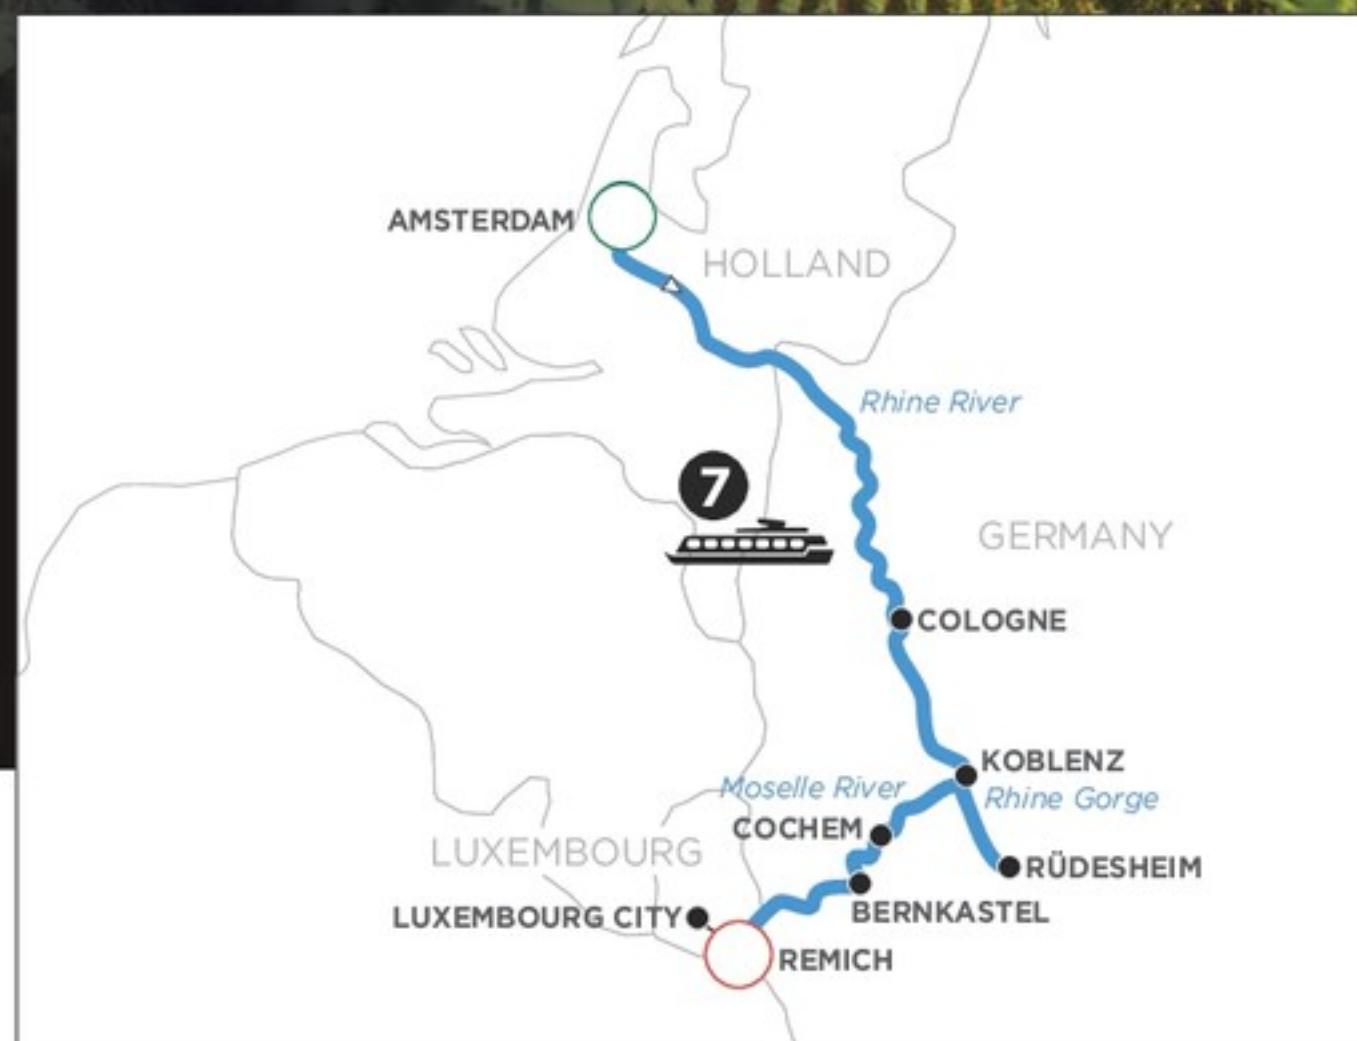 AMSTERDAM
HOLLAND
Rhine River
7
GERMANY
COLOGNE
KOBLENZ
Moselle River
Rhine Gorge
COCHEM
LUXEMBOURG
RÜDESHEIM
BERNKASTEL
LUXEMBOURG CITY
REMICH